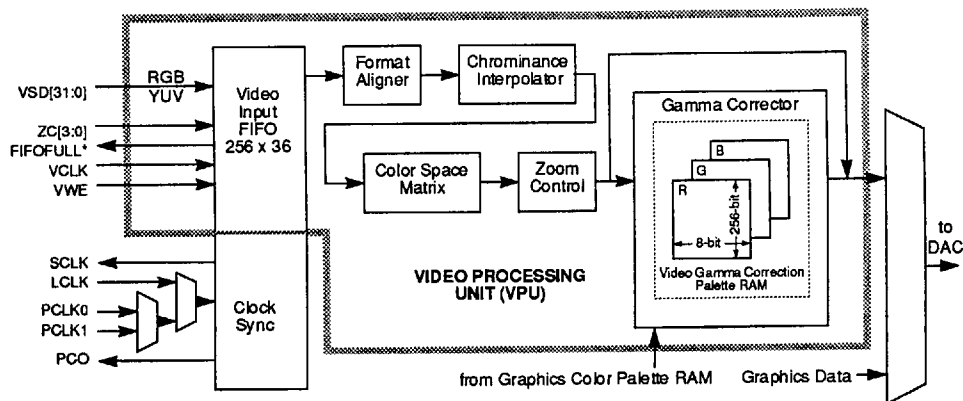 VSD[31:0]
RGB
YUV
ZC[3:0]
FIFOFULL*
VCLK
VWE
Video
Input
FIFO
256 x 36
Format
Aligner
Chrominance
Interpolator
Color Space
Matrix
Zoom
Control
Gamma Corrector
B
G
R
256-bit
8-bit
Video Gamma Correction
Palette RAM
to
DAC
SCLK
LCLK
PCLK0
PCLK1
PCO
Clock
Sync
VIDEO PROCESSING
UNIT (VPU)
from Graphics Color Palette RAM
Graphics Data